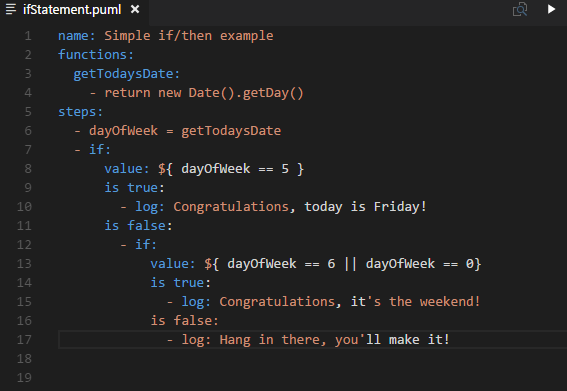 ifStatement.puml ×
1 name: Simple if/then example
2 functions:
3   getTodaysDate:
4     - return new Date().getDay()
5 steps:
6   - dayOfWeek = getTodaysDate
7   - if:
8       value: ${ dayOfWeek == 5 }
9       is true:
10         - log: Congratulations, today is Friday!
11       is false:
12         - if:
13             value: ${ dayOfWeek == 6 || dayOfWeek == 0}
14             is true:
15               - log: Congratulations, it's the weekend!
16             is false:
17               - log: Hang in there, you'll make it!
18
19